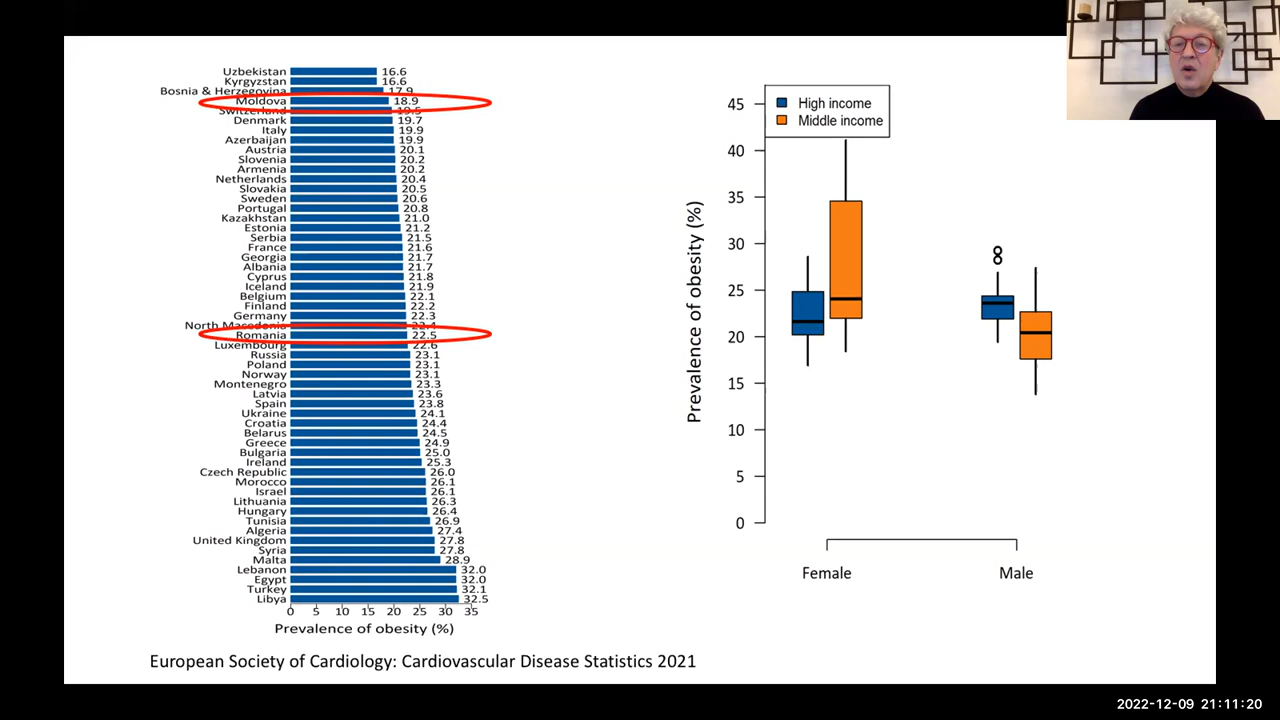 Uzbekistan 16.6
Kyrgyzstan 16.6
Bosnia & Herzegovina 17.9
Moldova 18.9
Switzerland 19.5
Denmark 19.7
Italy 19.9
Azerbaijan 19.9
Austria 20.1
Slovenia 20.2
Armenia 20.2
Netherlands 20.4
Slovakia 20.5
Sweden 20.6
Portugal 20.8
Kazakhstan 21.0
Estonia 21.2
Serbia 21.5
France 21.6
Georgia 21.7
Albania 21.7
Cyprus 21.8
Iceland 21.9
Belgium 22.1
Finland 22.2
Germany 22.3
North Macedonia 22.4
Romania 22.5
Luxembourg 22.6
Russia 23.1
Poland 23.1
Norway 23.1
Montenegro 23.3
Latvia 23.6
Spain 23.8
Ukraine 24.1
Croatia 24.4
Belarus 24.5
Greece 24.9
Bulgaria 25.0
Ireland 25.3
Czech Republic 26.0
Morocco 26.1
Israel 26.1
Lithuania 26.3
Hungary 26.4
Tunisia 26.9
Algeria 27.4
United Kingdom 27.8
Syria 27.8
Malta 28.9
Lebanon 32.0
Egypt 32.0
Turkey 32.1
Libya 32.5
0 5 10 15 20 25 30 35
Prevalence of obesity (%)
High income
Middle income
Prevalence of obesity (%)
45
40
35
30
25
20
15
10
5
0
Female Male
European Society of Cardiology: Cardiovascular Disease Statistics 2021
2022-12-09 21:11:20